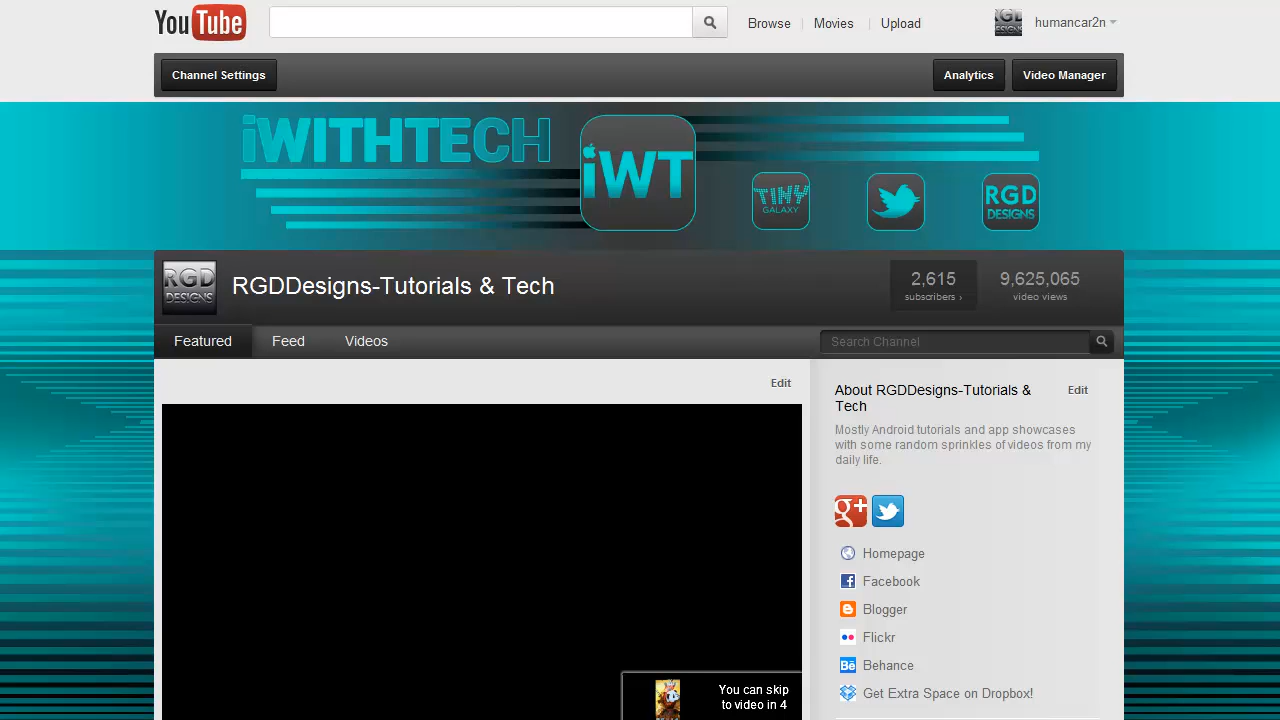 YouTube
Browse
Movies
Upload
RGD
DESIGNS
humancar2n
Channel Settings
Analytics
Video Manager
iWITHTECH
iWT
TINY
GALAXY
RGD
DESIGNS
RGD
DESIGNS
RGDDesigns-Tutorials & Tech
2,615
subscribers ›
9,625,065
video views
Featured
Feed
Videos
Search Channel
Edit
About RGDDesigns-Tutorials &
Tech
Edit
Mostly Android tutorials and app showcases
with some random sprinkles of videos from my
daily life.
g+
Homepage
f Facebook
Blogger
Flickr
Bē Behance
Get Extra Space on Dropbox!
You can skip
to video in 4